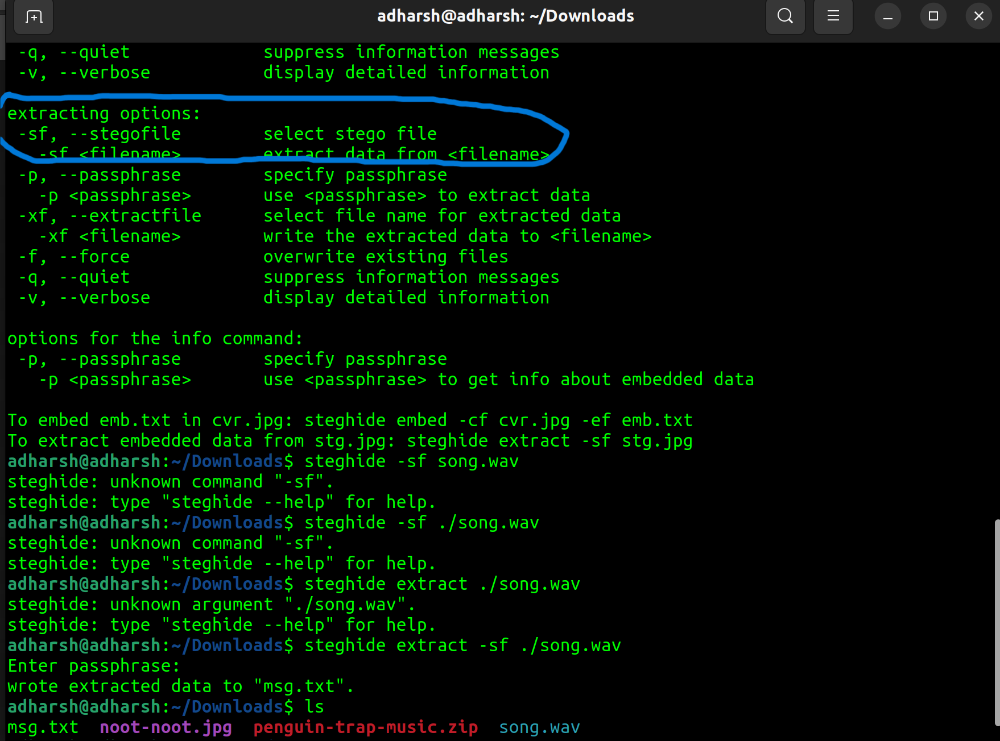 adharsh@adharsh: ~/Downloads
-q, --quiet suppress information messages
-v, --verbose display detailed information
extracting options:
-sf, --stegofile select stego file
-sf <filename> extract data from <filename>
-p, --passphrase specify passphrase
-p <passphrase> use <passphrase> to extract data
-xf, --extractfile select file name for extracted data
-xf <filename> write the extracted data to <filename>
-f, --force overwrite existing files
-q, --quiet suppress information messages
-v, --verbose display detailed information
options for the info command:
-p, --passphrase specify passphrase
-p <passphrase> use <passphrase> to get info about embedded data
To embed emb.txt in cvr.jpg: steghide embed -cf cvr.jpg -ef emb.txt
To extract embedded data from stg.jpg: steghide extract -sf stg.jpg
adharsh@adharsh:~/Downloads$ steghide -sf song.wav
steghide: unknown command "-sf".
steghide: type "steghide --help" for help.
adharsh@adharsh:~/Downloads$ steghide -sf ./song.wav
steghide: unknown command "-sf".
steghide: type "steghide --help" for help.
adharsh@adharsh:~/Downloads$ steghide extract ./song.wav
steghide: unknown argument "./song.wav".
steghide: type "steghide --help" for help.
adharsh@adharsh:~/Downloads$ steghide extract -sf ./song.wav
Enter passphrase:
wrote extracted data to "msg.txt".
adharsh@adharsh:~/Downloads$ ls
msg.txt noot-noot.jpg penguin-trap-music.zip song.wav